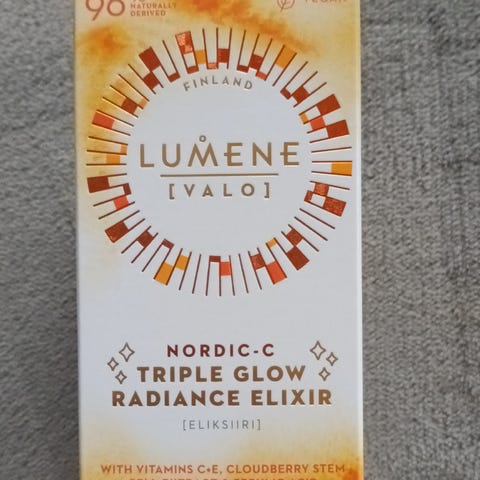 96
NATURALLY
DERIVED
VEGAN
FINLAND
LUMENE
[VALO]
NORDIC-C
TRIPLE GLOW
RADIANCE ELIXIR
[ELIKSIIRI]
WITH VITAMINS C+E, CLOUDBERRY STEM